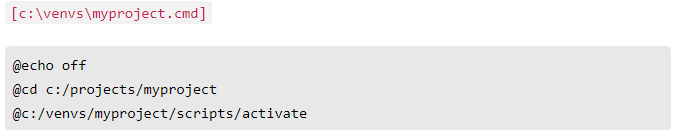 [c:\venvs\myproject.cmd]
@echo off
@cd c:/projects/myproject
@c:/venvs/myproject/scripts/activate